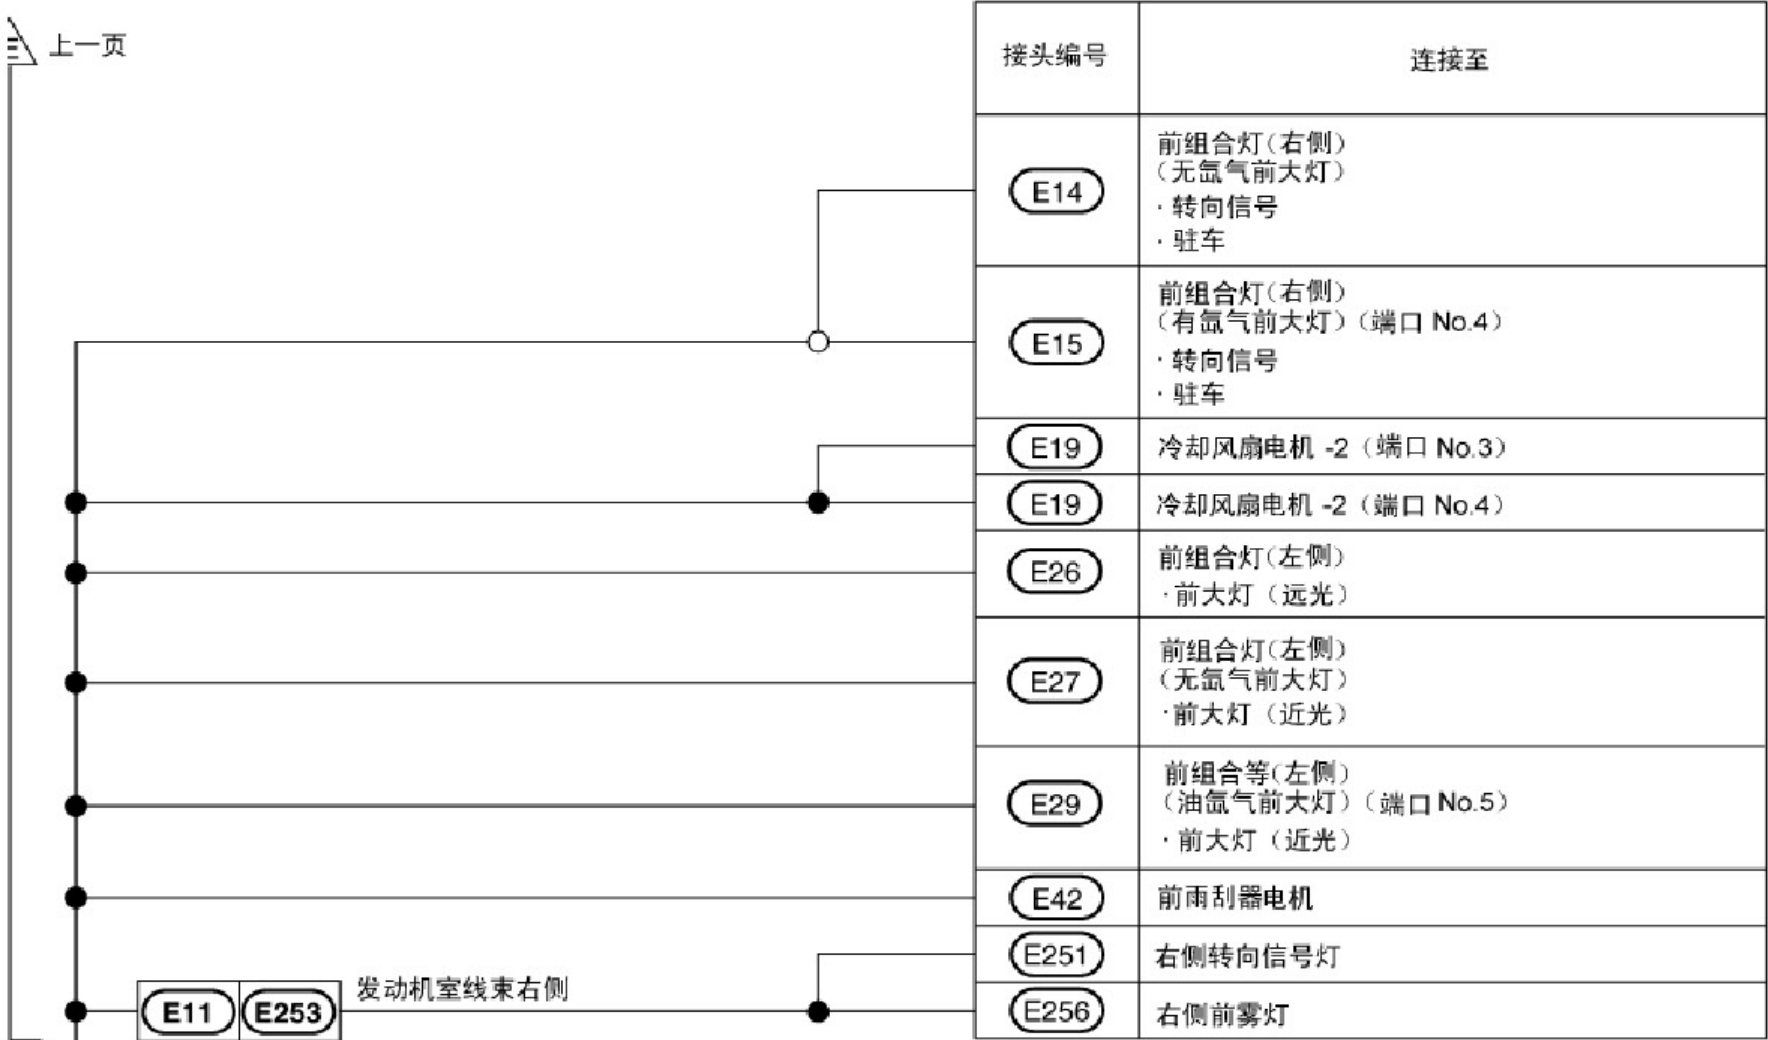 上一页
接头编号 连接至
E14 前组合灯(右侧)
(无氙气前大灯)
·转向信号
·驻车
E15 前组合灯(右侧)
(有氙气前大灯)(端口 No.4)
·转向信号
·驻车
E19 冷却风扇电机 -2(端口 No.3)
E19 冷却风扇电机 -2(端口 No.4)
E26 前组合灯(左侧)
·前大灯(远光)
E27 前组合灯(左侧)
(无氙气前大灯)
·前大灯(近光)
E29 前组合等(左侧)
(油氙气前大灯)(端口 No.5)
·前大灯(近光)
E42 前雨刮器电机
E251 右侧转向信号灯
E11 E253 发动机室线束右侧
E256 右侧前雾灯